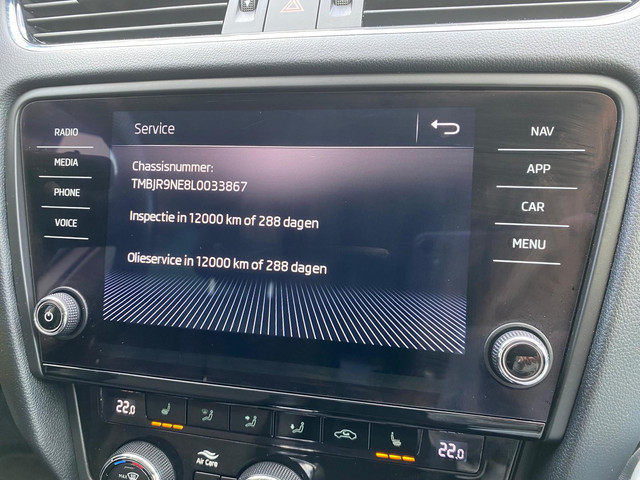 RADIO
MEDIA
PHONE
VOICE
Service
Chassisnummer:
TMBJR9NE8L0033867
Inspectie in 12000 km of 288 dagen
Olieservice in 12000 km of 288 dagen
NAV
APP
CAR
MENU
22.0
22.0
Air Care
MAX